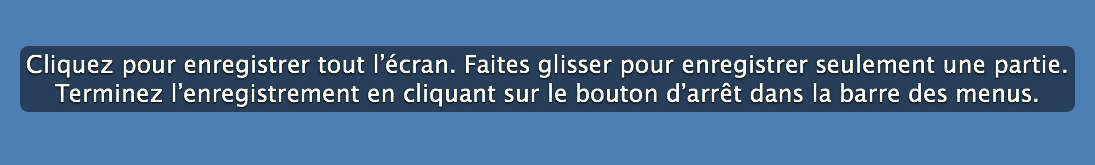 Cliquez pour enregistrer tout l’écran. Faites glisser pour enregistrer seulement une partie.
Terminez l’enregistrement en cliquant sur le bouton d’arrêt dans la barre des menus.